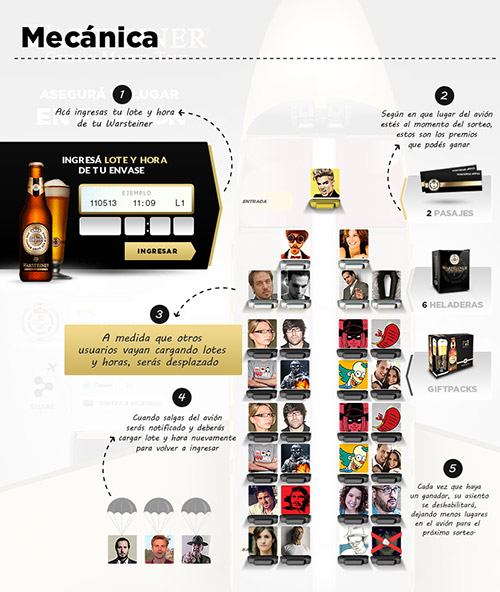 Mecánica
ASEGURÁ TU LUGAR
1
Acá ingresas tu lote y hora
de tu Warsteiner
2
Según en que lugar del avión
estés al momento del sorteo,
estos son los premios
que podés ganar
INGRESÁ LOTE Y HORA
DE TU ENVASE
EJEMPLO
110513 11:09 L1
INGRESAR
WARSTEINER
ENTRADA
2 PASAJES
6 HELADERAS
GIFTPACKS
3
A medida que otros
usuarios vayan cargando lotes
y horas, serás desplazado
SHARE
4
Cuando salgas del avión
serás notificado y deberás
cargar lote y hora nuevamente
para volver a ingresar
5
Cada vez que haya
un ganador, su asiento
se deshabilitará,
dejando menos lugares
en el avión para el
próximo sorteo